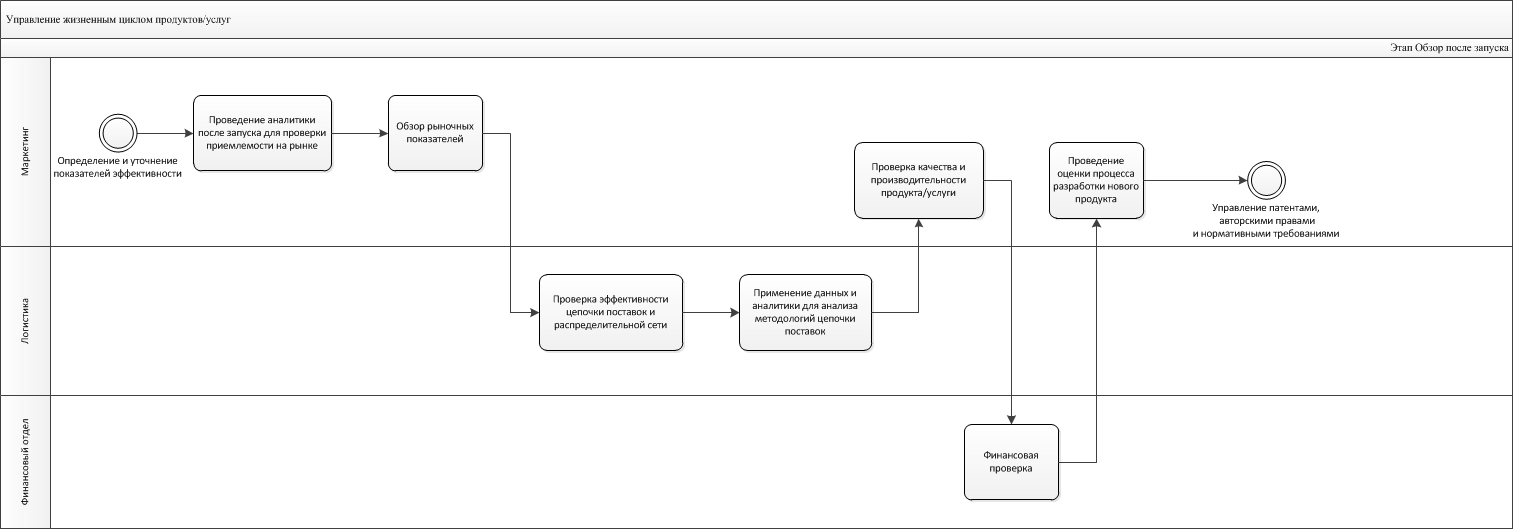 Управление жизненным циклом продуктов/услуг
Этап Обзор после запуска
Маркетинг
Определение и уточнение
показателей эффективности
Проведение аналитики
после запуска для проверки
приемлемости на рынке
Обзор рыночных
показателей
Проверка качества и
производительности
продукта/услуги
Проведение
оценки процесса
разработки нового
продукта
Управление патентами,
авторскими правами
и нормативными требованиями
Логистика
Проверка эффективности
цепочки поставок и
распределительной сети
Применение данных и
аналитики для анализа
методологий цепочки
поставок
Финансовый отдел
Финансовая
проверка